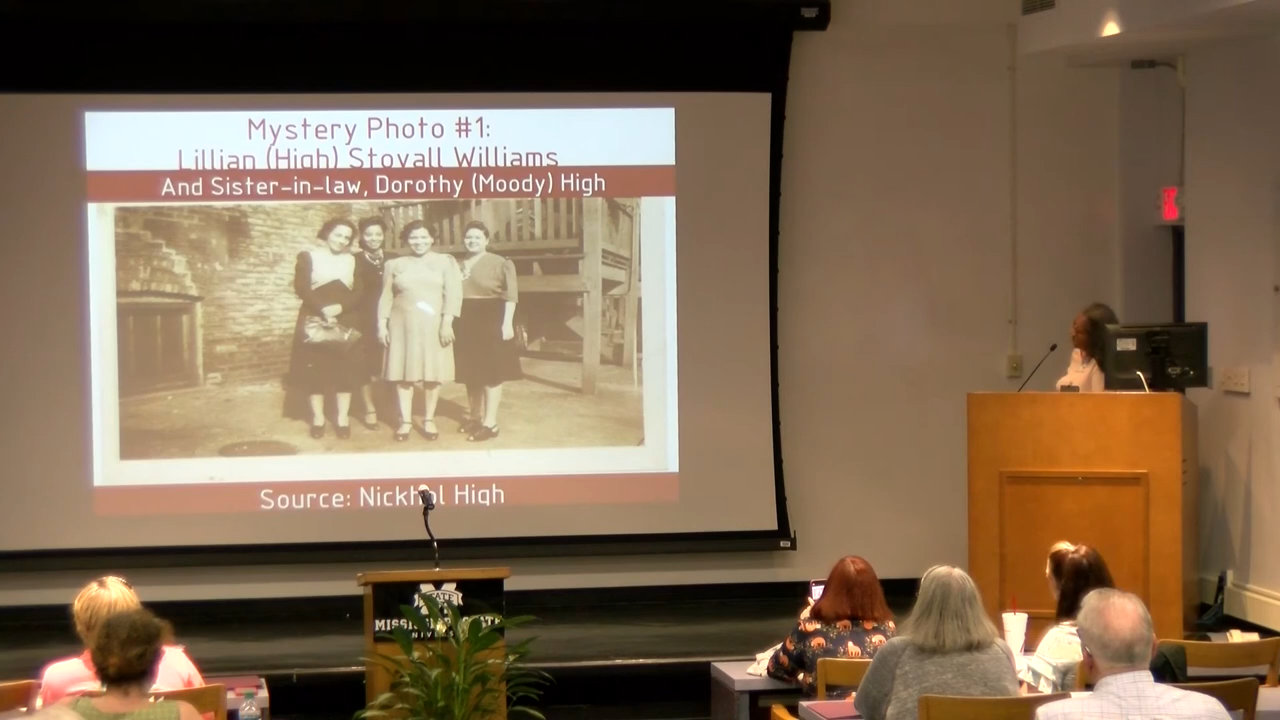 Mystery Photo #1:
Lillian (High) Stovall Williams
And Sister-in-law, Dorothy (Moody) High
Source: Nickhol High
STATE
MISSISSIPPI STATE